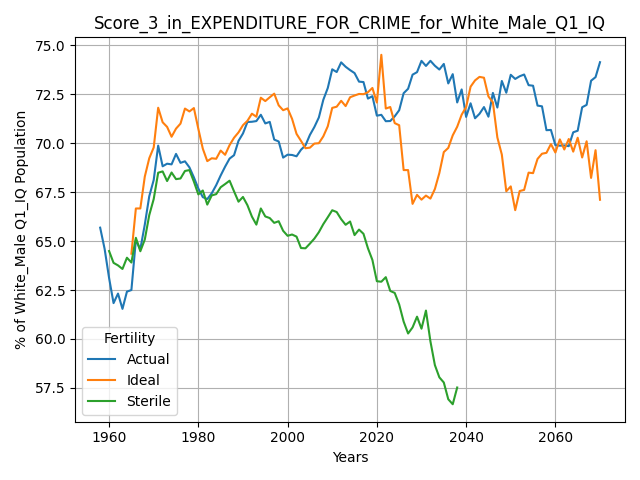 Score_3_in_EXPENDITURE_FOR_CRIME_for_White_Male_Q1_IQ
% of White_Male Q1_IQ Population
75.0
72.5
70.0
67.5
65.0
62.5
60.0
57.5
Fertility
Actual
Ideal
Sterile
1960
1980
2000
2020
2040
2060
Years